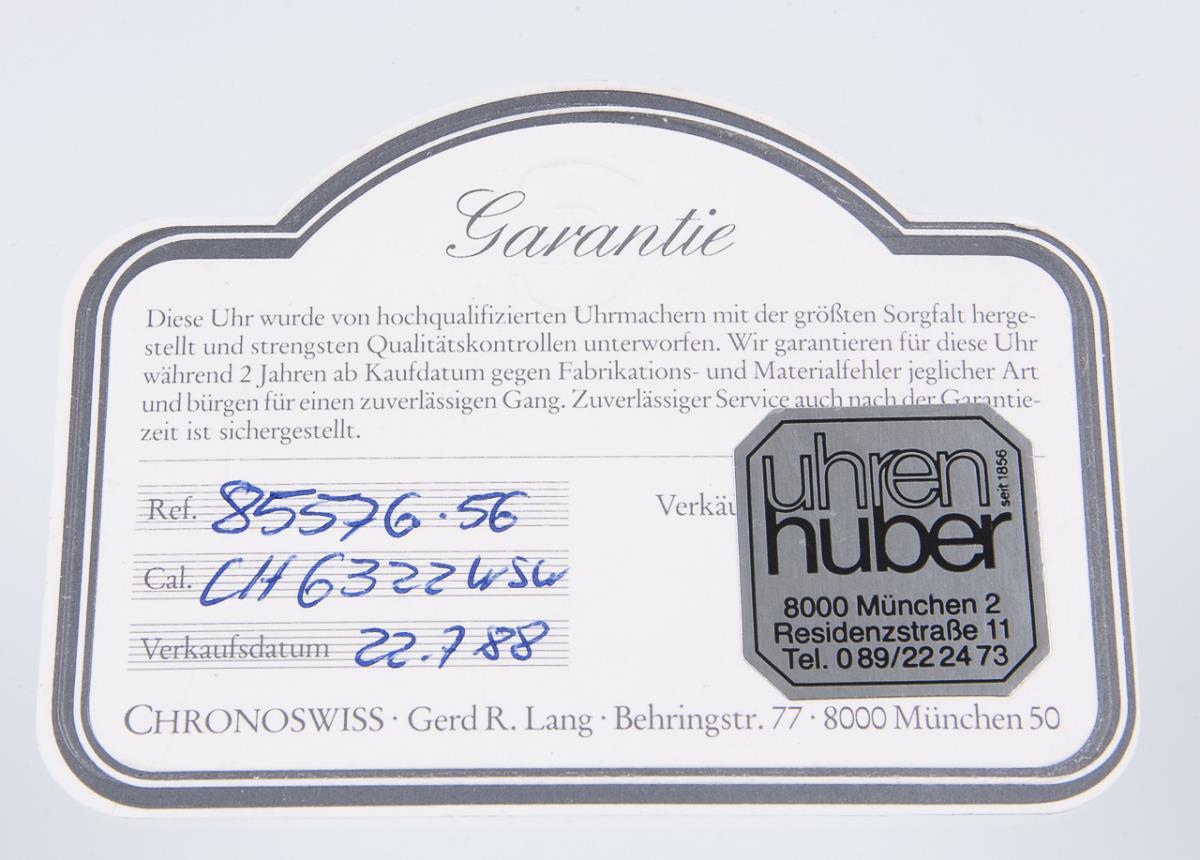 Garantie
Diese Uhr wurde von hochqualifizierten Uhrmachern mit der größten Sorgfalt herge-
stellt und strengsten Qualitätskontrollen unterworfen. Wir garantieren für diese Uhr
während 2 Jahren ab Kaufdatum gegen Fabrikations- und Materialfehler jeglicher Art
und bürgen für einen zuverlässigen Gang. Zuverlässiger Service auch nach der Garantie-
zeit ist sichergestellt.
Ref. 85576.56
Cal. CH 6322 WSW
Verkaufsdatum 22.7 88
Verkäu
uhren
huber
seit 1856
8000 München 2
Residenzstraße 11
Tel. 0 89/22 24 73
CHRONOSWISS · Gerd R. Lang · Behringstr. 77 · 8000 München 50